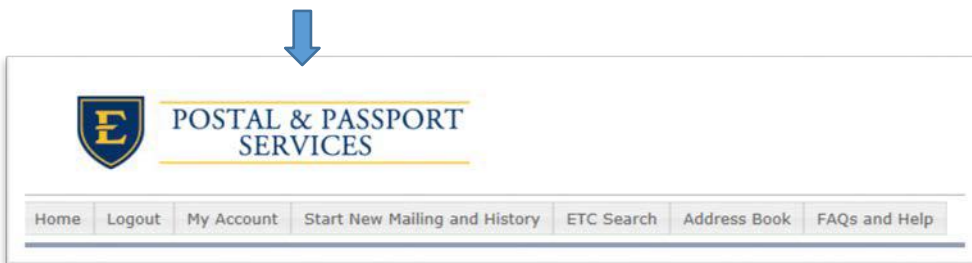 E
POSTAL & PASSPORT
SERVICES
Home Logout My Account Start New Mailing and History ETC Search Address Book FAQs and Help